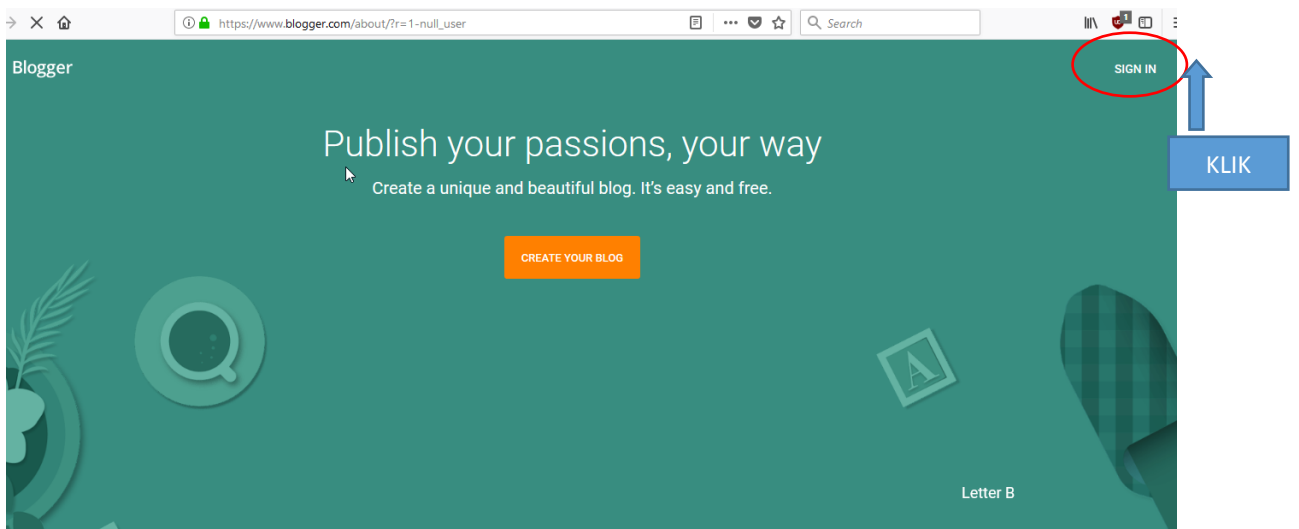 https://www.blogger.com/about/?r=1-null_user
Search
1
Blogger
SIGN IN
KLIK
Publish your passions, your way
Create a unique and beautiful blog. It's easy and free.
CREATE YOUR BLOG
A
Letter B